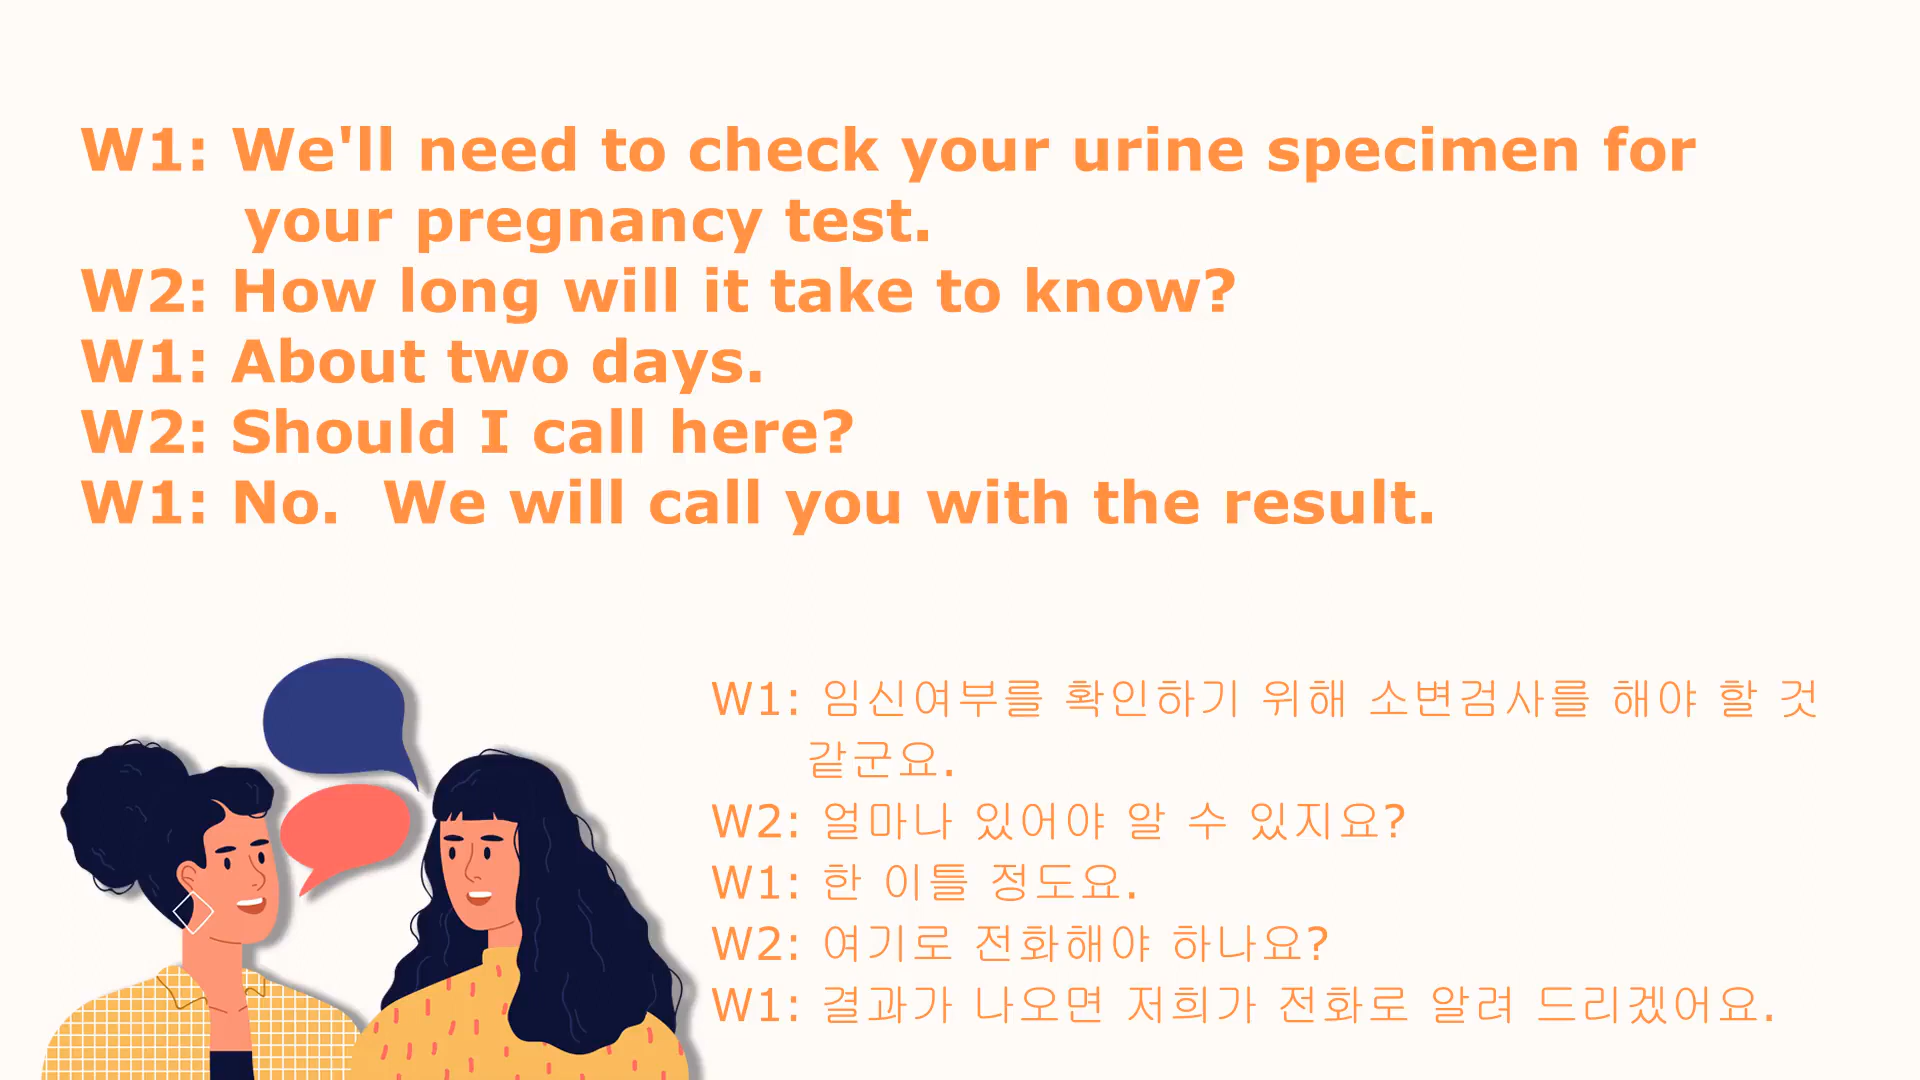 W1: We'll need to check your urine specimen for
your pregnancy test.
W2: How long will it take to know?
W1: About two days.
W2: Should I call here?
W1: No.  We will call you with the result.
W1: 임신여부를 확인하기 위해 소변검사를 해야 할 것
같군요.
W2: 얼마나 있어야 알 수 있지요?
W1: 한 이틀 정도요.
W2: 여기로 전화해야 하나요?
W1: 결과가 나오면 저희가 전화로 알려 드리겠어요.